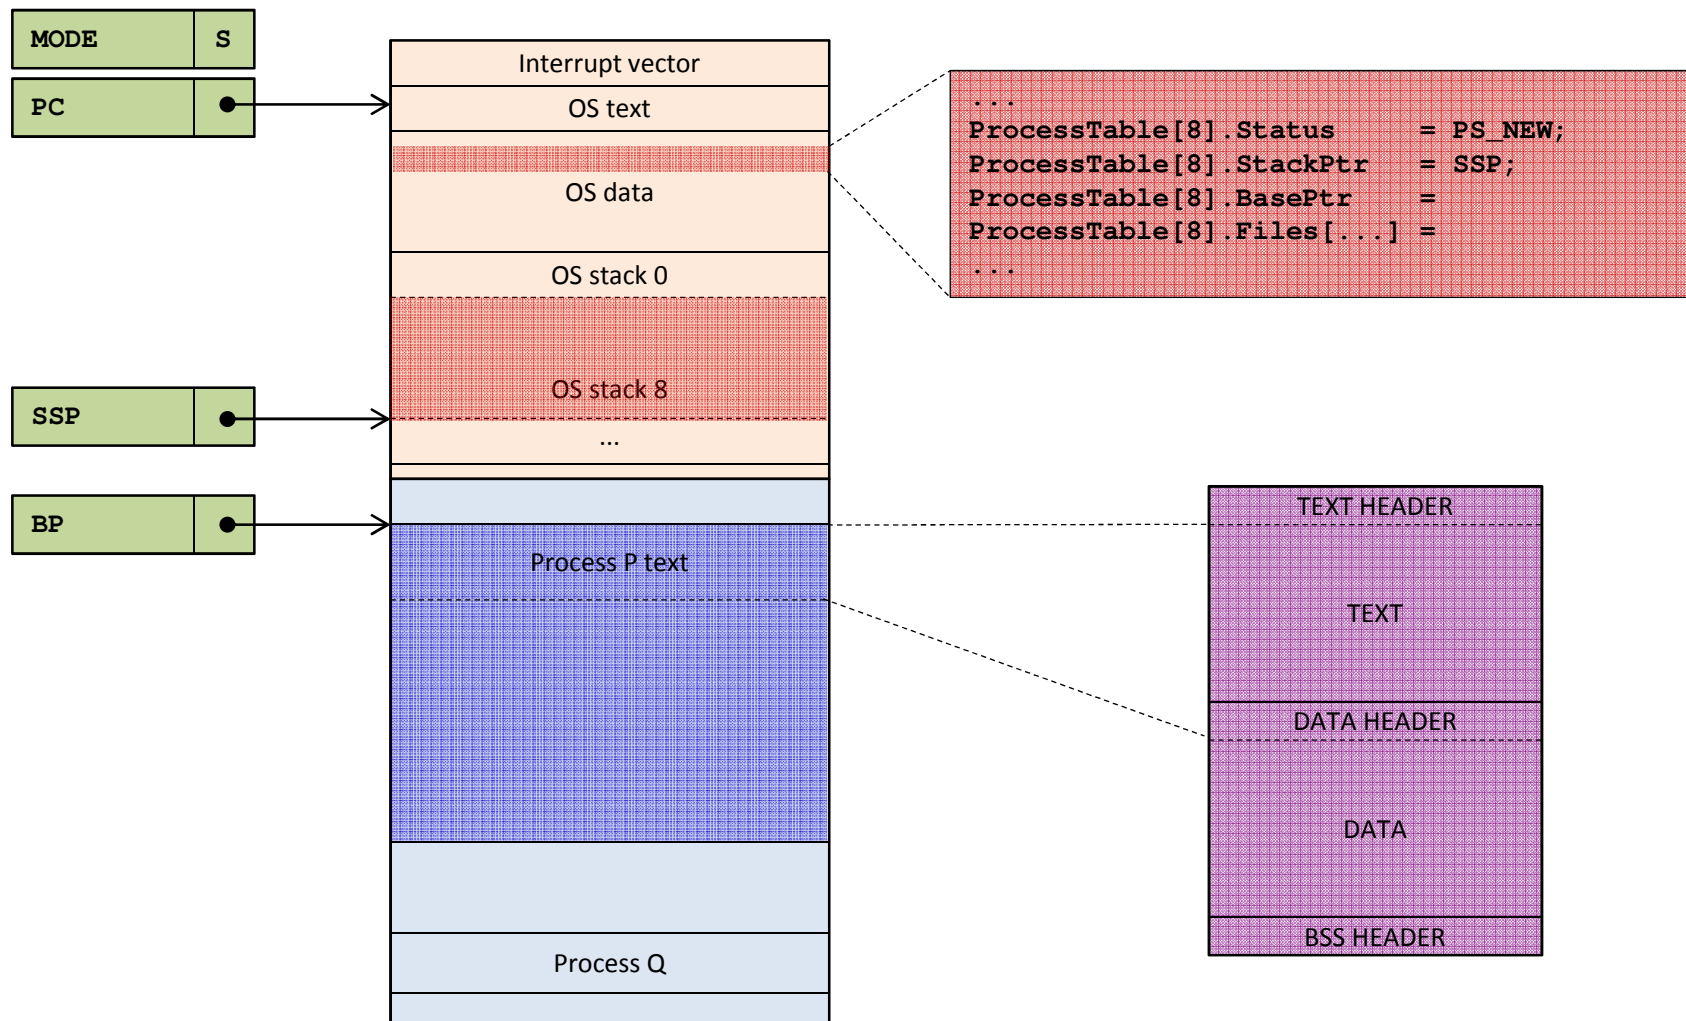 MODE S
PC
SSP
BP
Interrupt vector
OS text
OS data
OS stack 0
OS stack 8
...
Process P text
Process Q
...
ProcessTable[8].Status = PS_NEW;
ProcessTable[8].StackPtr = SSP;
ProcessTable[8].BasePtr =
ProcessTable[8].Files[...] =
...
TEXT HEADER
TEXT
DATA HEADER
DATA
BSS HEADER